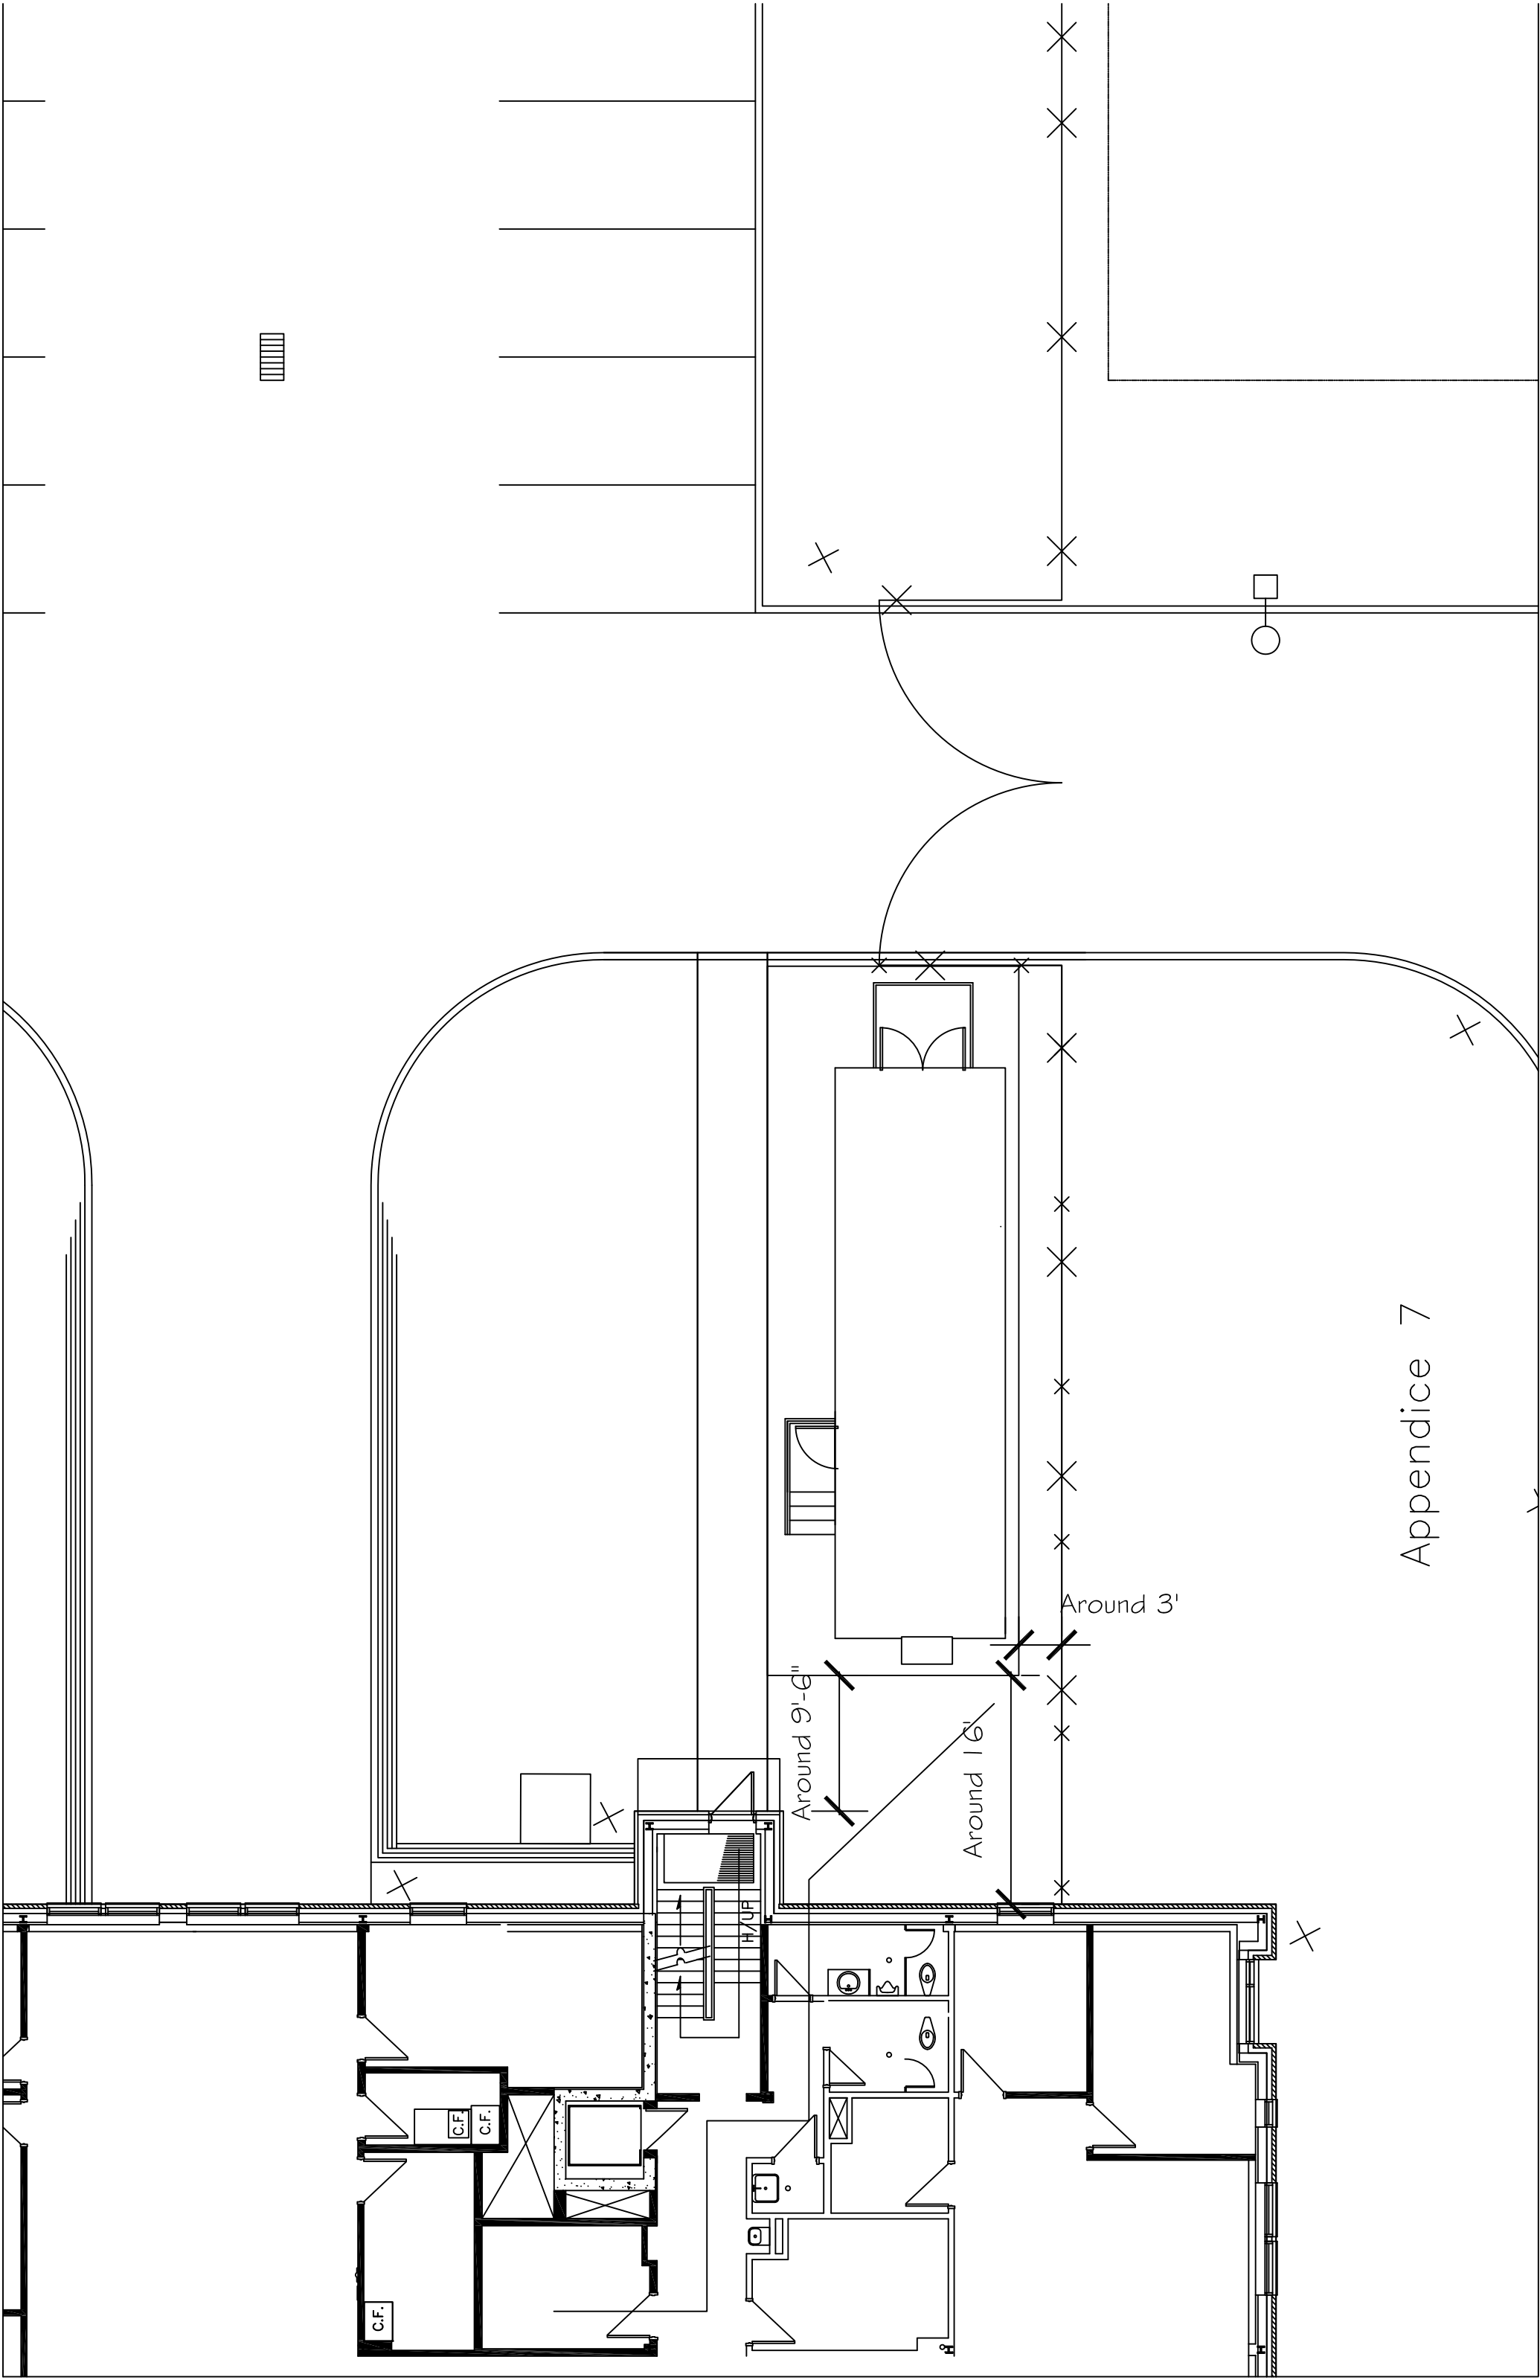 Appendice 7
Around 3'
Around 9'-6"
Around 16'
H/UP
C.F.
C.F.
C.F.